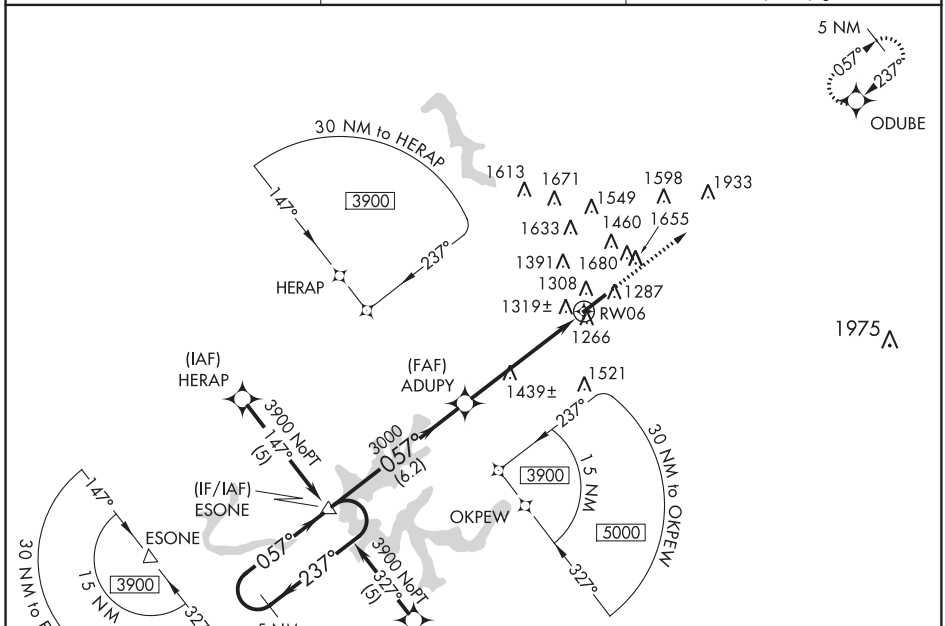 5 NM
057°
237°
ODUBE
30 NM to HERAP
3900
147°
237°
HERAP
1613
1671
1549
1598
1933
1633
1460
1655
1391
1680
1308
1287
1319±
RW06
1266
1975
(IAF)
HERAP
(FAF)
ADUPY
1439±
1521
3900 NoPT
147°
(5)
3000
057°
(6.2)
237°
3900
15 NM
30 NM to OKPEW
OKPEW
5000
327°
(IF/IAF)
ESONE
147°
ESONE
3900
15 NM
30 NM to
327°
057°
237°
3900 NoPT
327°
(5)
5 NM